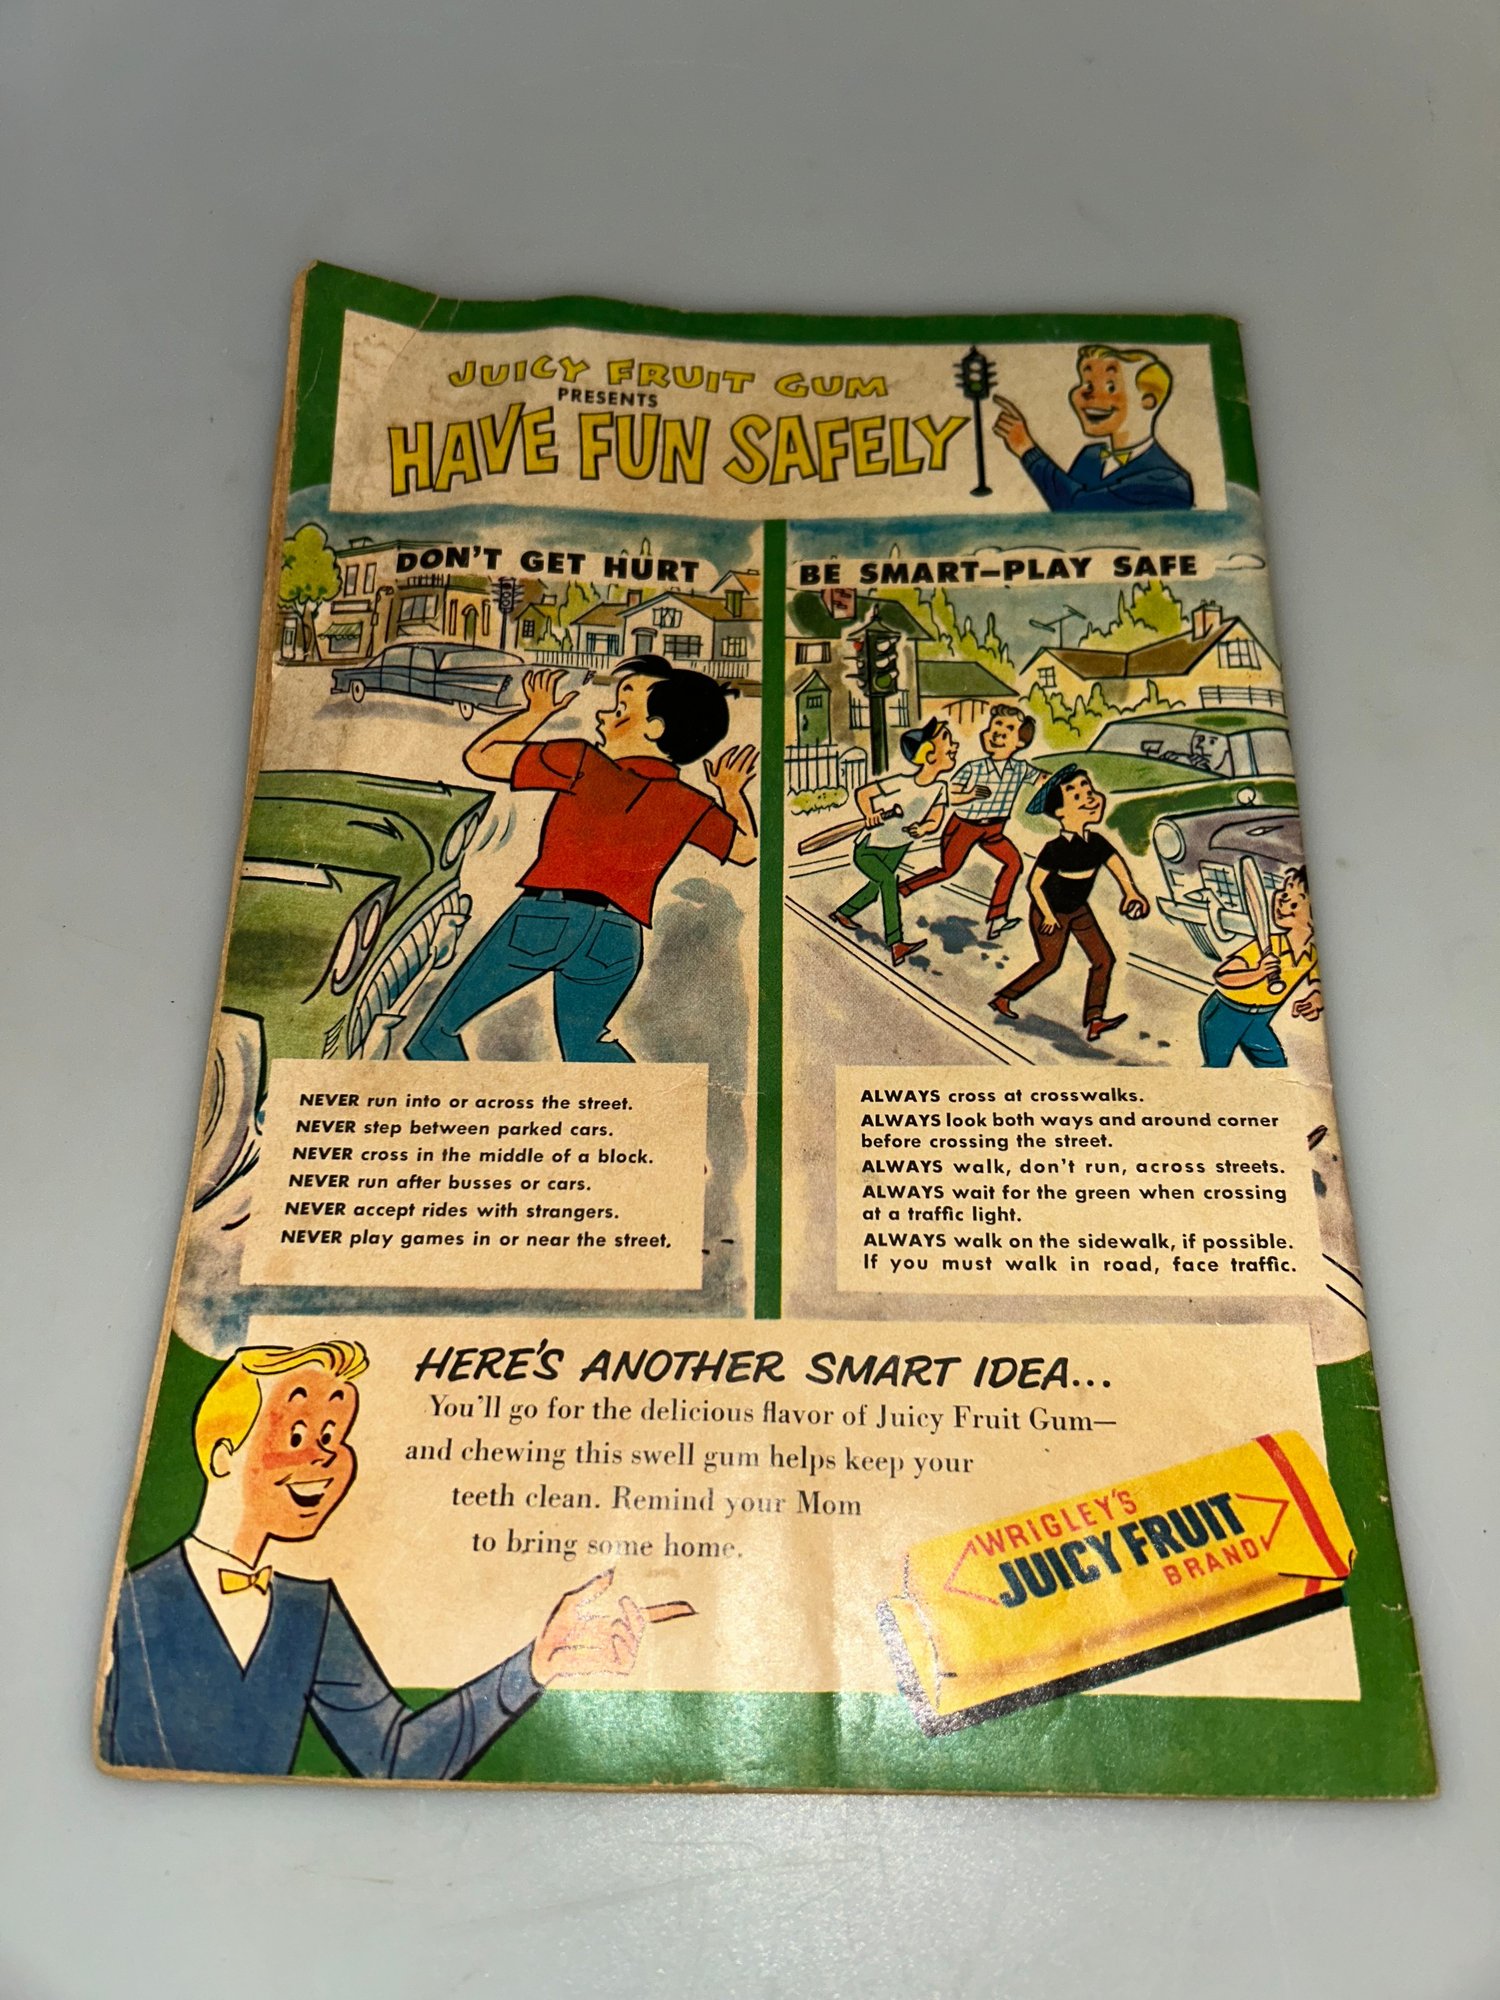 JUICY FRUIT GUM
PRESENTS
HAVE FUN SAFELY
DON'T GET HURT
NEVER run into or across the street.
NEVER step between parked cars.
NEVER cross in the middle of a block.
NEVER run after busses or cars.
NEVER accept rides with strangers.
NEVER play games in or near the street.
BE SMART—PLAY SAFE
ALWAYS cross at crosswalks.
ALWAYS look both ways and around corner
before crossing the street.
ALWAYS walk, don't run, across streets.
ALWAYS wait for the green when crossing
at a traffic light.
ALWAYS walk on the sidewalk, if possible.
If you must walk in road, face traffic.
HERE'S ANOTHER SMART IDEA...
You'll go for the delicious flavor of Juicy Fruit Gum—
and chewing this swell gum helps keep your
teeth clean. Remind your Mom
to bring some home.
WRIGLEY'S
JUICY FRUIT
BRAND